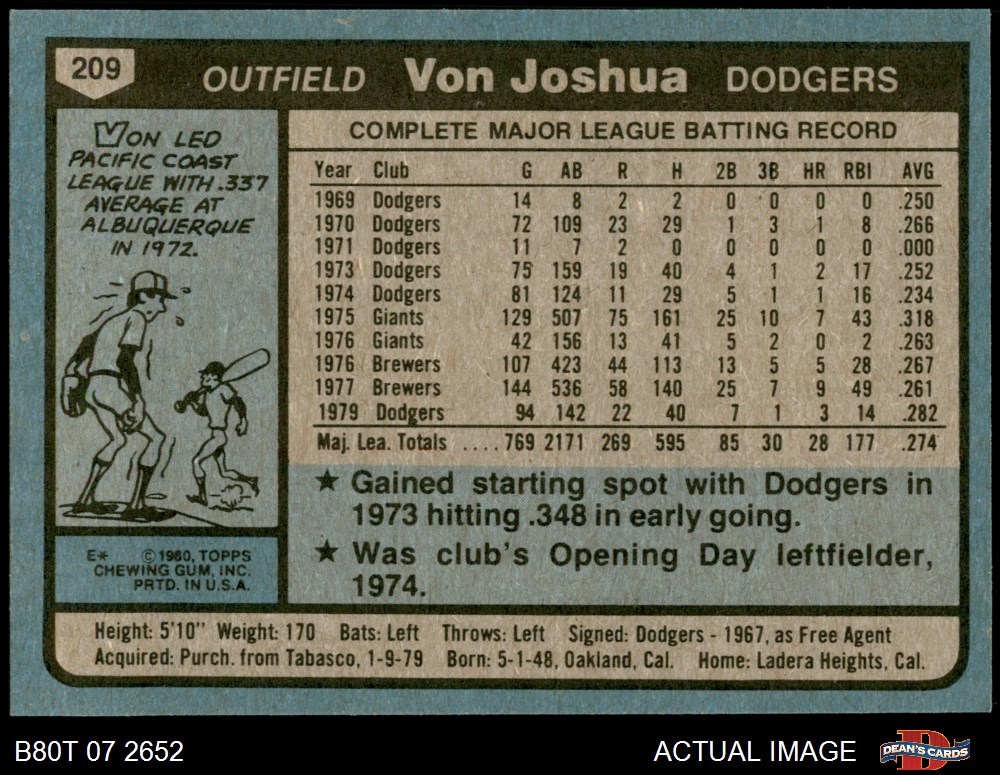 209 OUTFIELD Von Joshua DODGERS
VON LED
PACIFIC COAST
LEAGUE WITH .337
AVERAGE AT
ALBUQUERQUE
IN 1972.
E* © 1980, TOPPS
CHEWING GUM, INC.
PRTD. IN U.S.A.
COMPLETE MAJOR LEAGUE BATTING RECORD
Year Club G AB R H 2B 3B HR RBI AVG
1969 Dodgers 14 8 2 2 0 0 0 0 .250
1970 Dodgers 72 109 23 29 1 3 1 8 .266
1971 Dodgers 11 7 2 0 0 0 0 0 .000
1973 Dodgers 75 159 19 40 4 1 2 17 .252
1974 Dodgers 81 124 11 29 5 1 1 16 .234
1975 Giants 129 507 75 161 25 10 7 43 .318
1976 Giants 42 156 13 41 5 2 0 2 .263
1976 Brewers 107 423 44 113 13 5 5 28 .267
1977 Brewers 144 536 58 140 25 7 9 49 .261
1979 Dodgers 94 142 22 40 7 1 3 14 .282
Maj. Lea. Totals .... 769 2171 269 595 85 30 28 177 .274
★ Gained starting spot with Dodgers in
1973 hitting .348 in early going.
★ Was club's Opening Day leftfielder,
1974.
Height: 5'10" Weight: 170 Bats: Left Throws: Left Signed: Dodgers - 1967, as Free Agent
Acquired: Purch. from Tabasco, 1-9-79 Born: 5-1-48, Oakland, Cal. Home: Ladera Heights, Cal.
B80T 07 2652 ACTUAL IMAGE DEAN'S CARDS